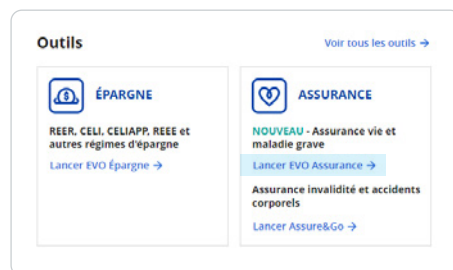 Outils
Voir tous les outils →
ÉPARGNE
REER, CELI, CELIAPP, REEE et
autres régimes d'épargne
Lancer EVO Épargne →
ASSURANCE
NOUVEAU - Assurance vie et
maladie grave
Lancer EVO Assurance →
Assurance invalidité et accidents
corporels
Lancer Assure&Go →